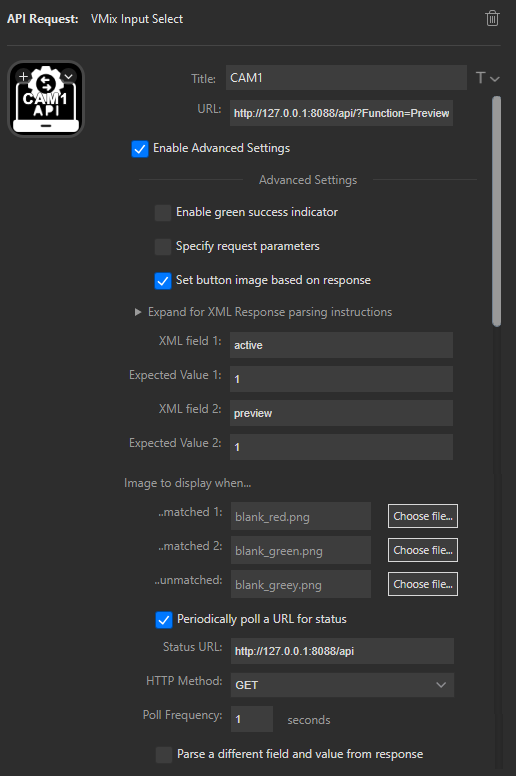 API Request: VMix Input Select
CAM1
API
Title: CAM1
T
URL: http://127.0.0.1:8088/api/?Function=Preview
Enable Advanced Settings
Advanced Settings
Enable green success indicator
Specify request parameters
Set button image based on response
Expand for XML Response parsing instructions
XML field 1: active
Expected Value 1: 1
XML field 2: preview
Expected Value 2: 1
Image to display when...
..matched 1: blank_red.png Choose file...
..matched 2: blank_green.png Choose file...
..unmatched: blank_greey.png Choose file...
Periodically poll a URL for status
Status URL: http://127.0.0.1:8088/api
HTTP Method: GET
Poll Frequency: 1 seconds
Parse a different field and value from response